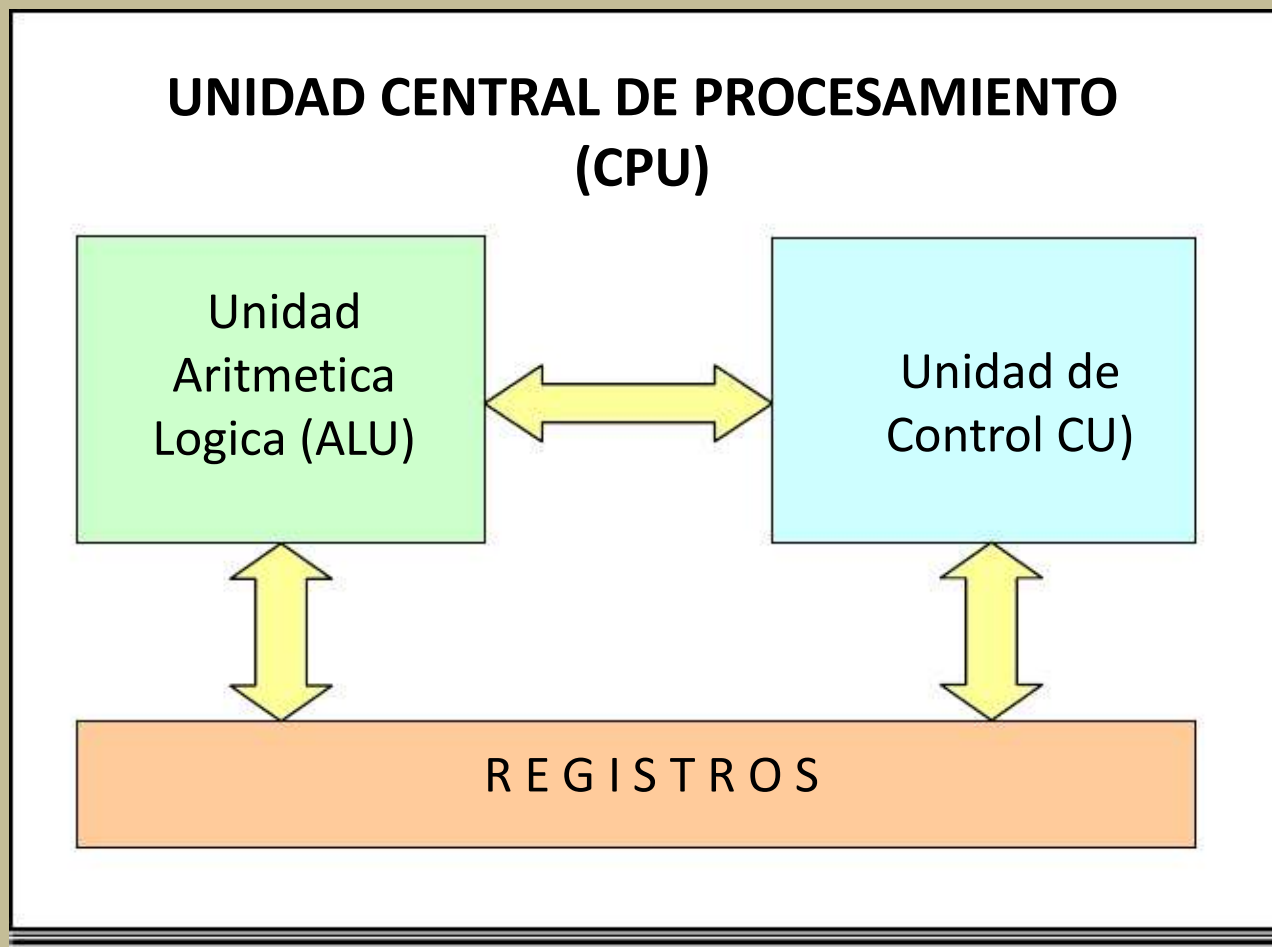 UNIDAD CENTRAL DE PROCESAMIENTO
(CPU)
Unidad
Aritmetica
Logica (ALU)
Unidad de
Control CU)
R E G I S T R O S